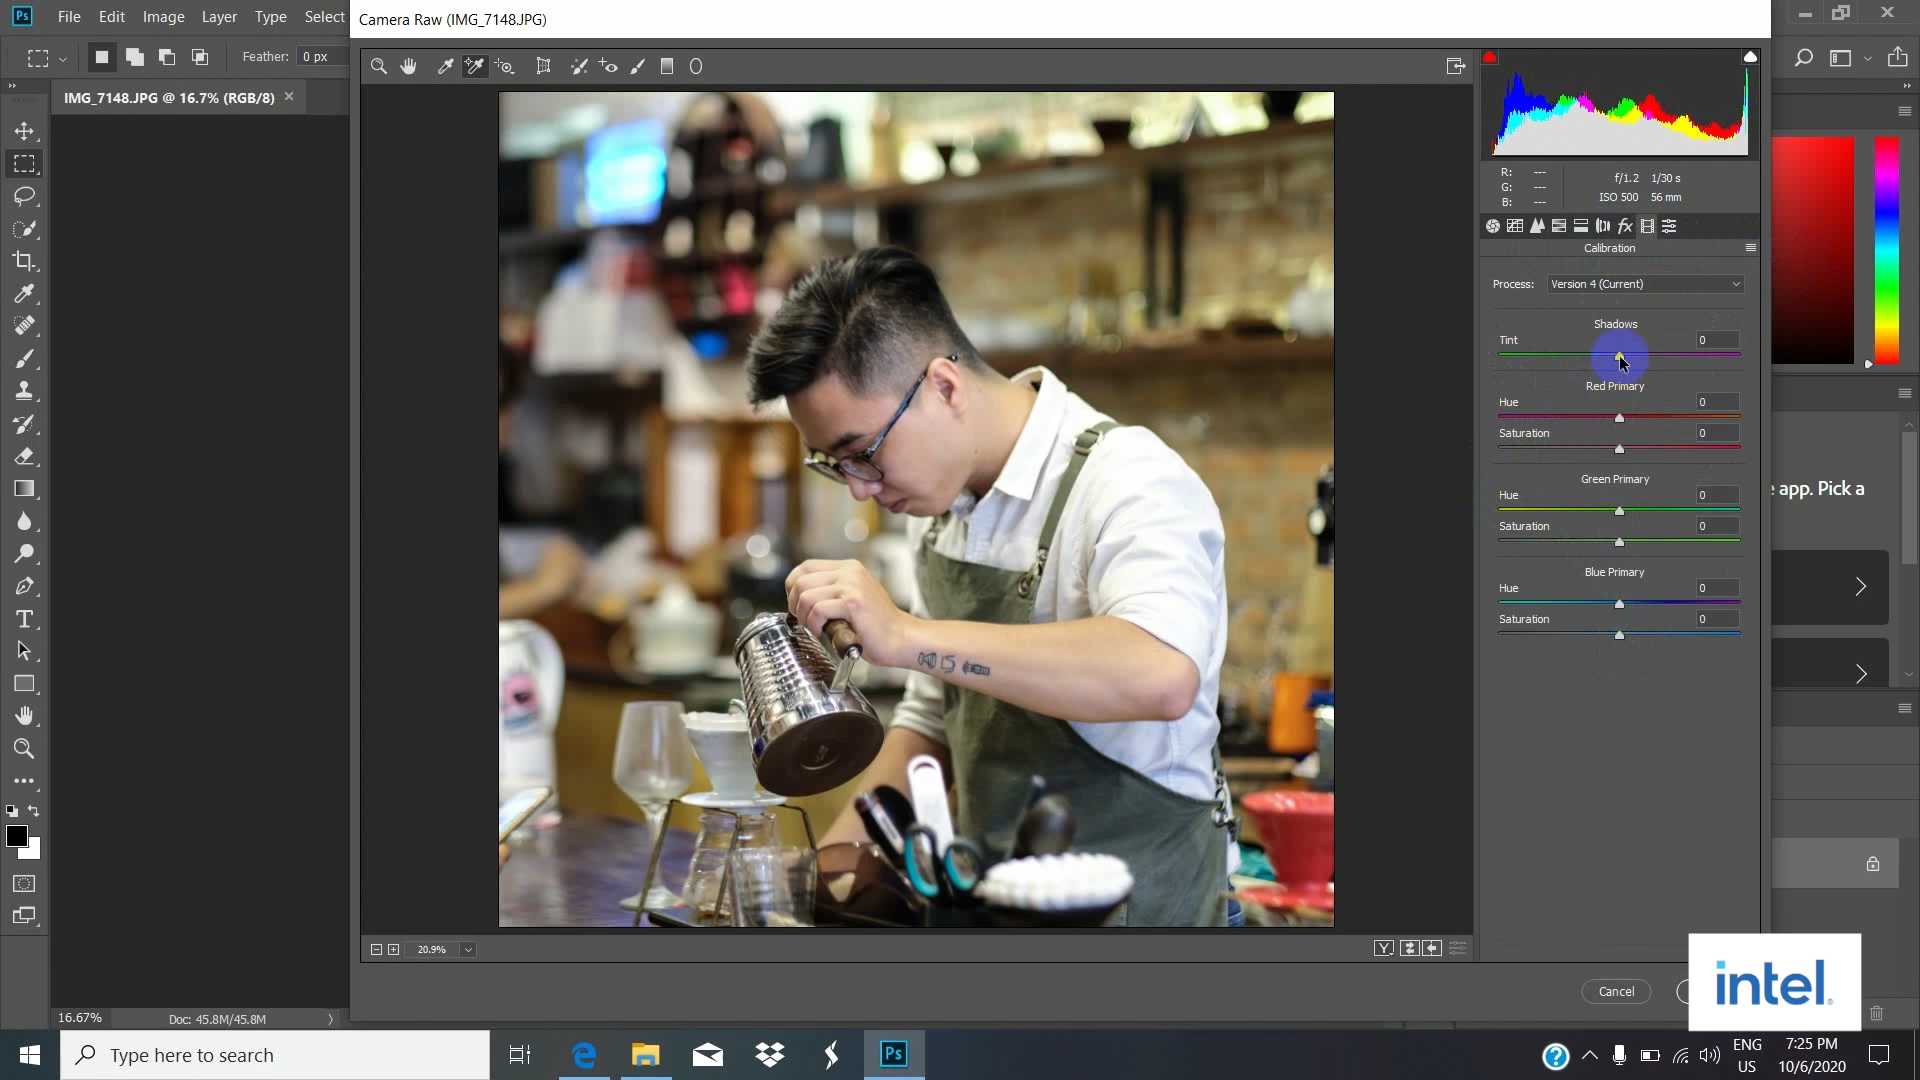 Ps File Edit Image Layer Type Select
Camera Raw (IMG_7148.JPG)
Feather: 0 px
IMG_7148.JPG @ 16.7% (RGB/8)
R: ---
G: ---
B: ---
f/1.2 1/30 s
ISO 500 56 mm
fx
Calibration
Process: Version 4 (Current)
Shadows
Tint 0
Red Primary
Hue 0
Saturation 0
Green Primary
Hue 0
Saturation 0
Blue Primary
Hue 0
Saturation 0
app. Pick a
20.9%
Y
Cancel
intel.
16.67% Doc: 45.8M/45.8M
Type here to search
Ps
ENG
US
7:25 PM
10/6/2020